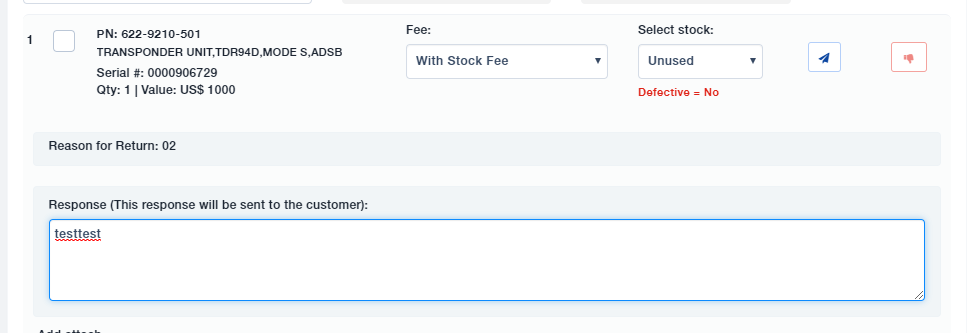 1
PN: 622-9210-501
TRANSPONDER UNIT,TDR94D,MODE S,ADSB
Serial #: 0000906729
Qty: 1 | Value: US$ 1000
Fee:
With Stock Fee
Select stock:
Unused
Defective = No
Reason for Return: 02
Response (This response will be sent to the customer):
testtest
Add attach